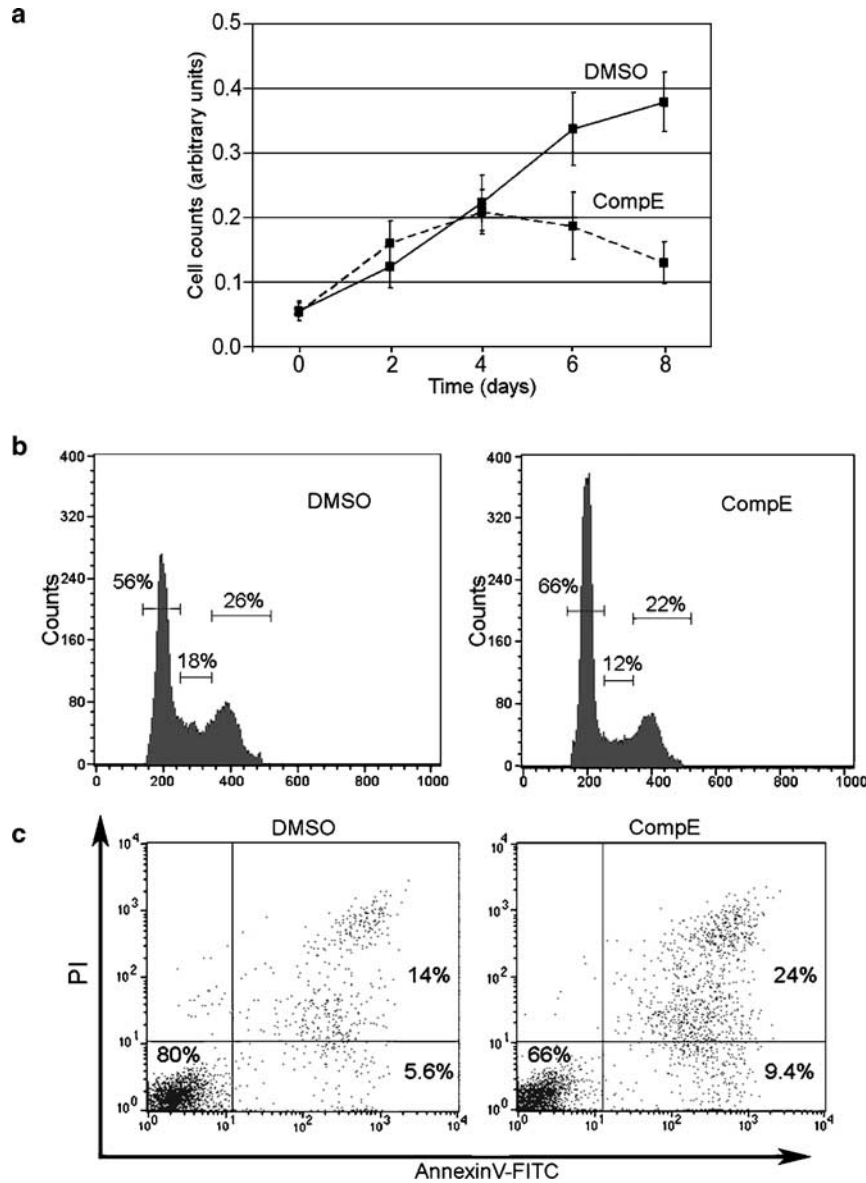 a
0.5
0.4
0.3
0.2
0.1
0.0
Cell counts (arbitrary units)
DMSO
CompE
0 2 4 6 8
Time (days)
b
400
320
240
160
80
0
Counts
DMSO
56%
26%
18%
0 200 400 600 800 1000
400
320
240
160
80
0
Counts
CompE
66%
22%
12%
0 200 400 600 800 1000
c
PI
DMSO
10⁴
10³
10²
10¹
10⁰
80%
14%
5.6%
10⁰ 10¹ 10² 10³ 10⁴
CompE
10⁴
10³
10²
10¹
10⁰
66%
24%
9.4%
10⁰ 10¹ 10² 10³ 10⁴
AnnexinV-FITC